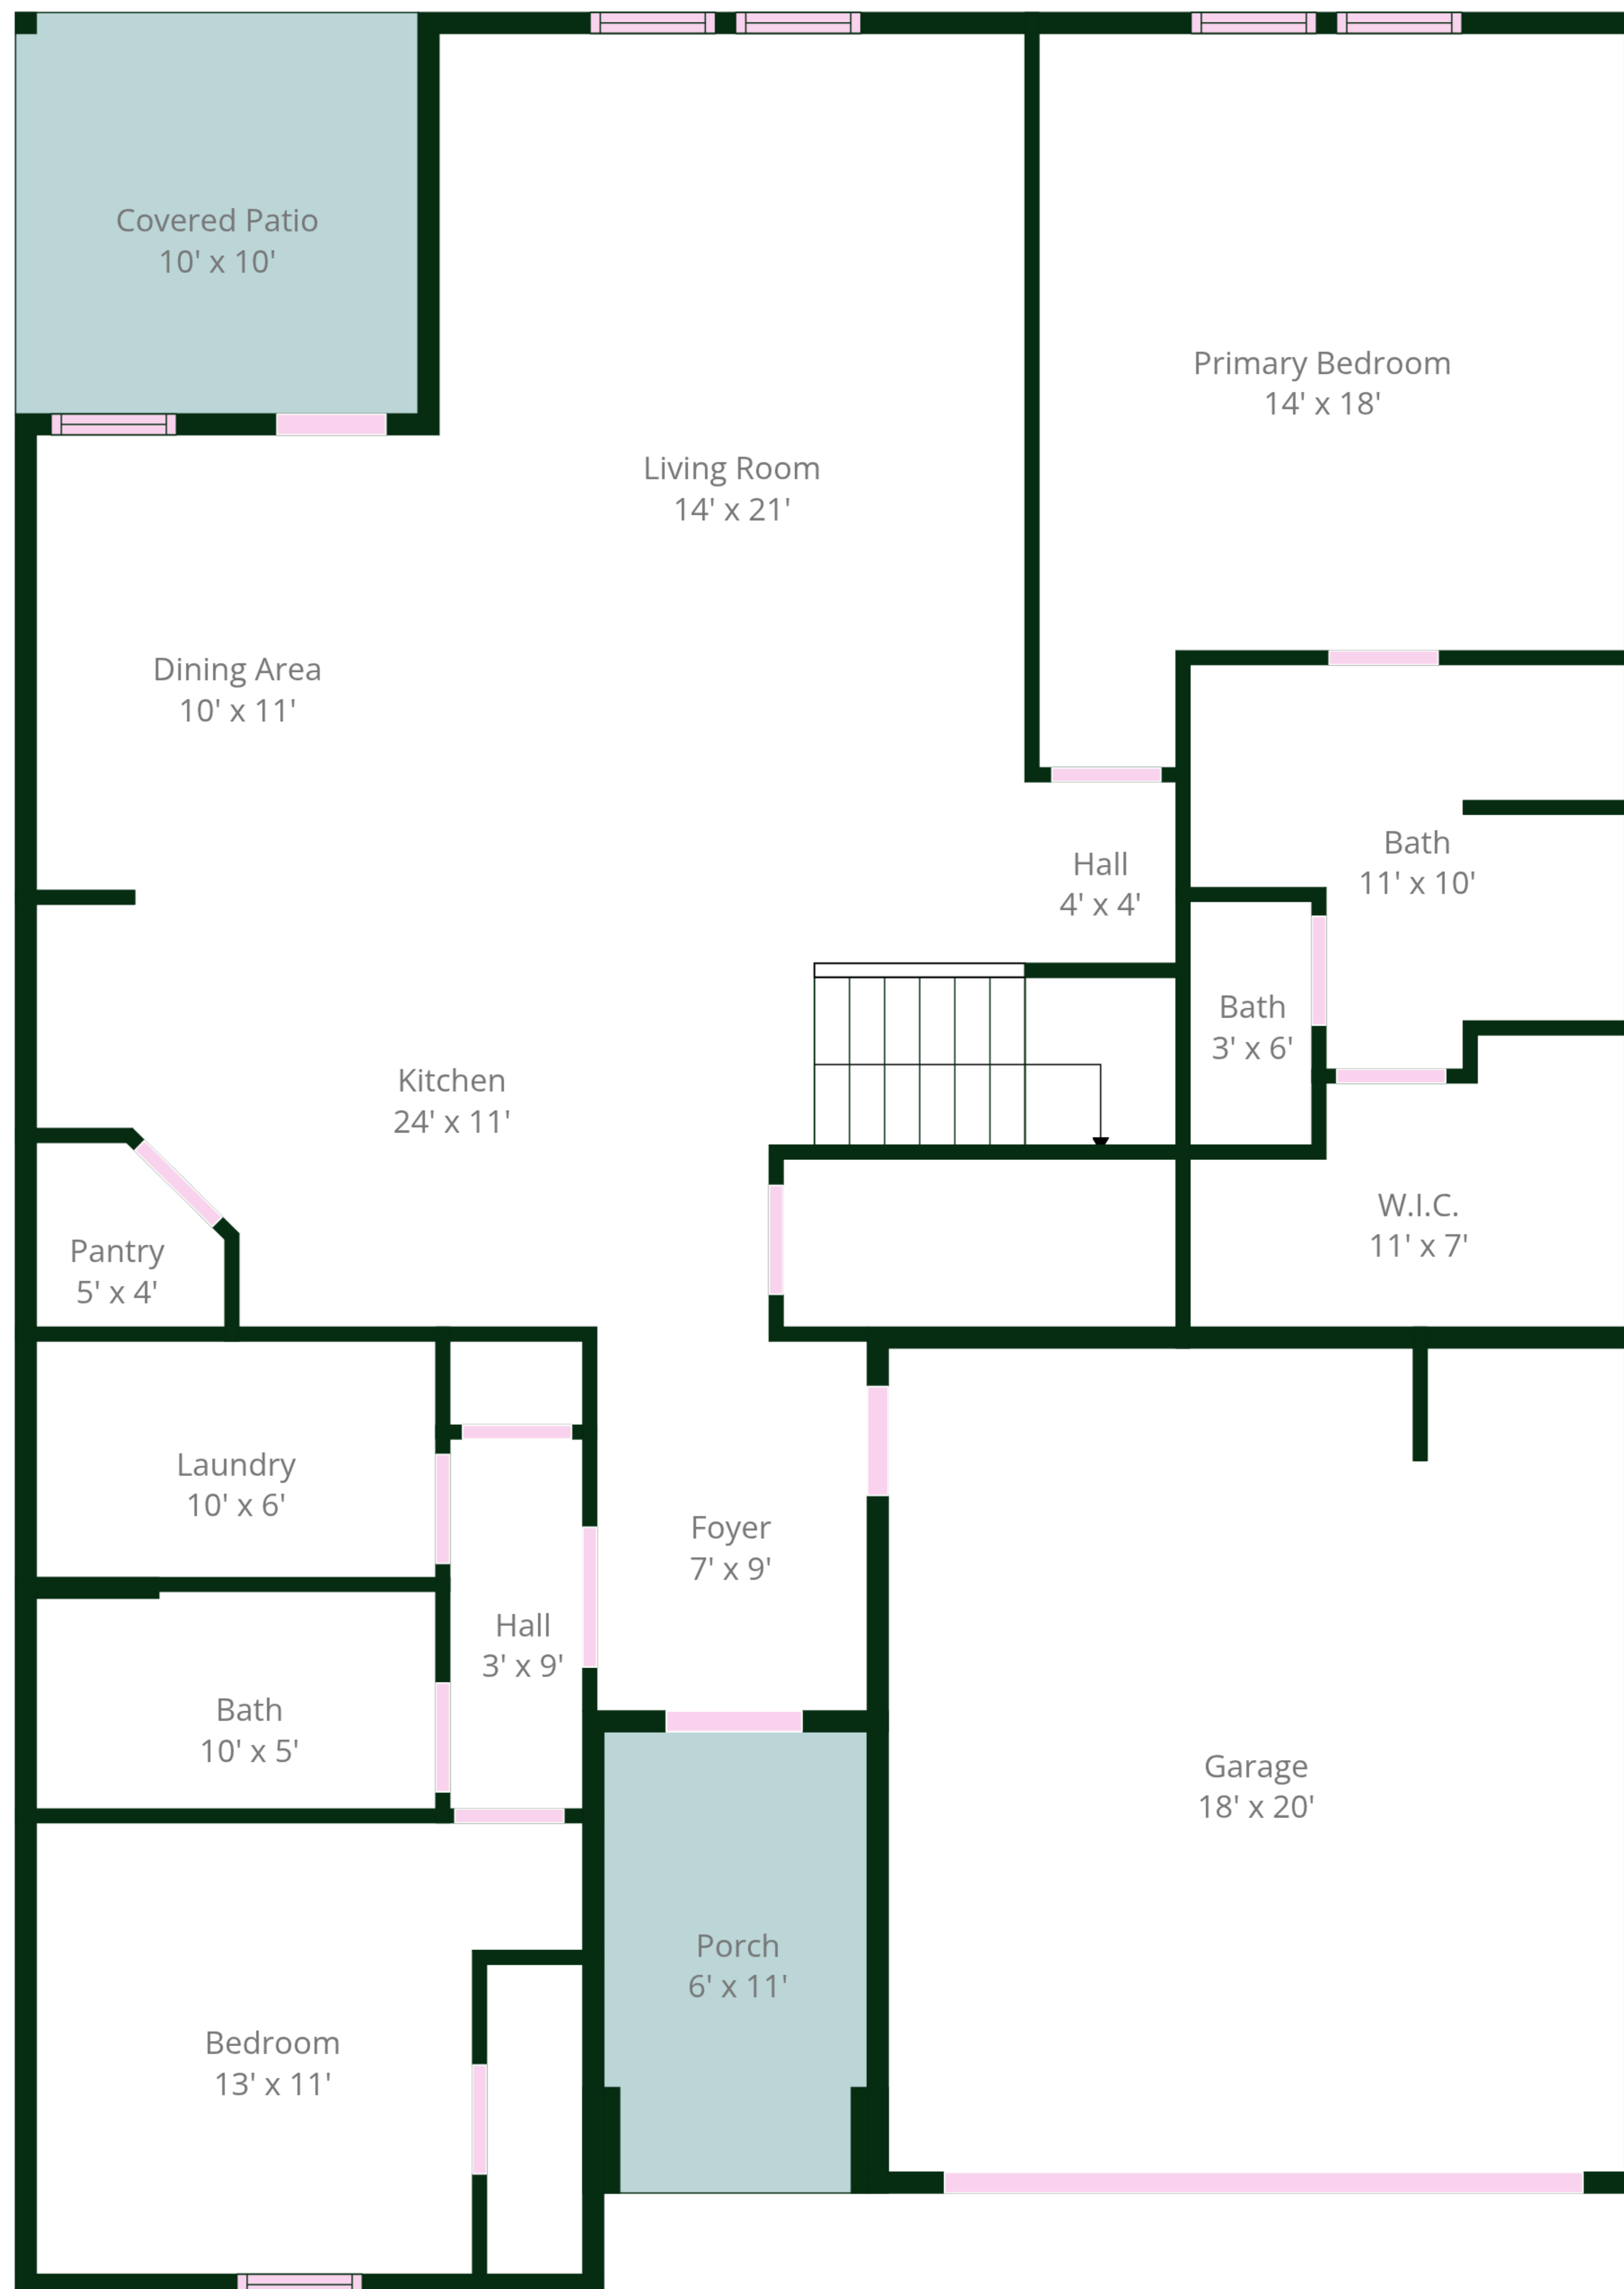 Covered Patio
10' x 10'
Primary Bedroom
14' x 18'
Living Room
14' x 21'
Dining Area
10' x 11'
Hall
4' x 4'
Bath
11' x 10'
Bath
3' x 6'
Kitchen
24' x 11'
W.I.C.
11' x 7'
Pantry
5' x 4'
Laundry
10' x 6'
Foyer
7' x 9'
Hall
3' x 9'
Bath
10' x 5'
Garage
18' x 20'
Porch
6' x 11'
Bedroom
13' x 11'